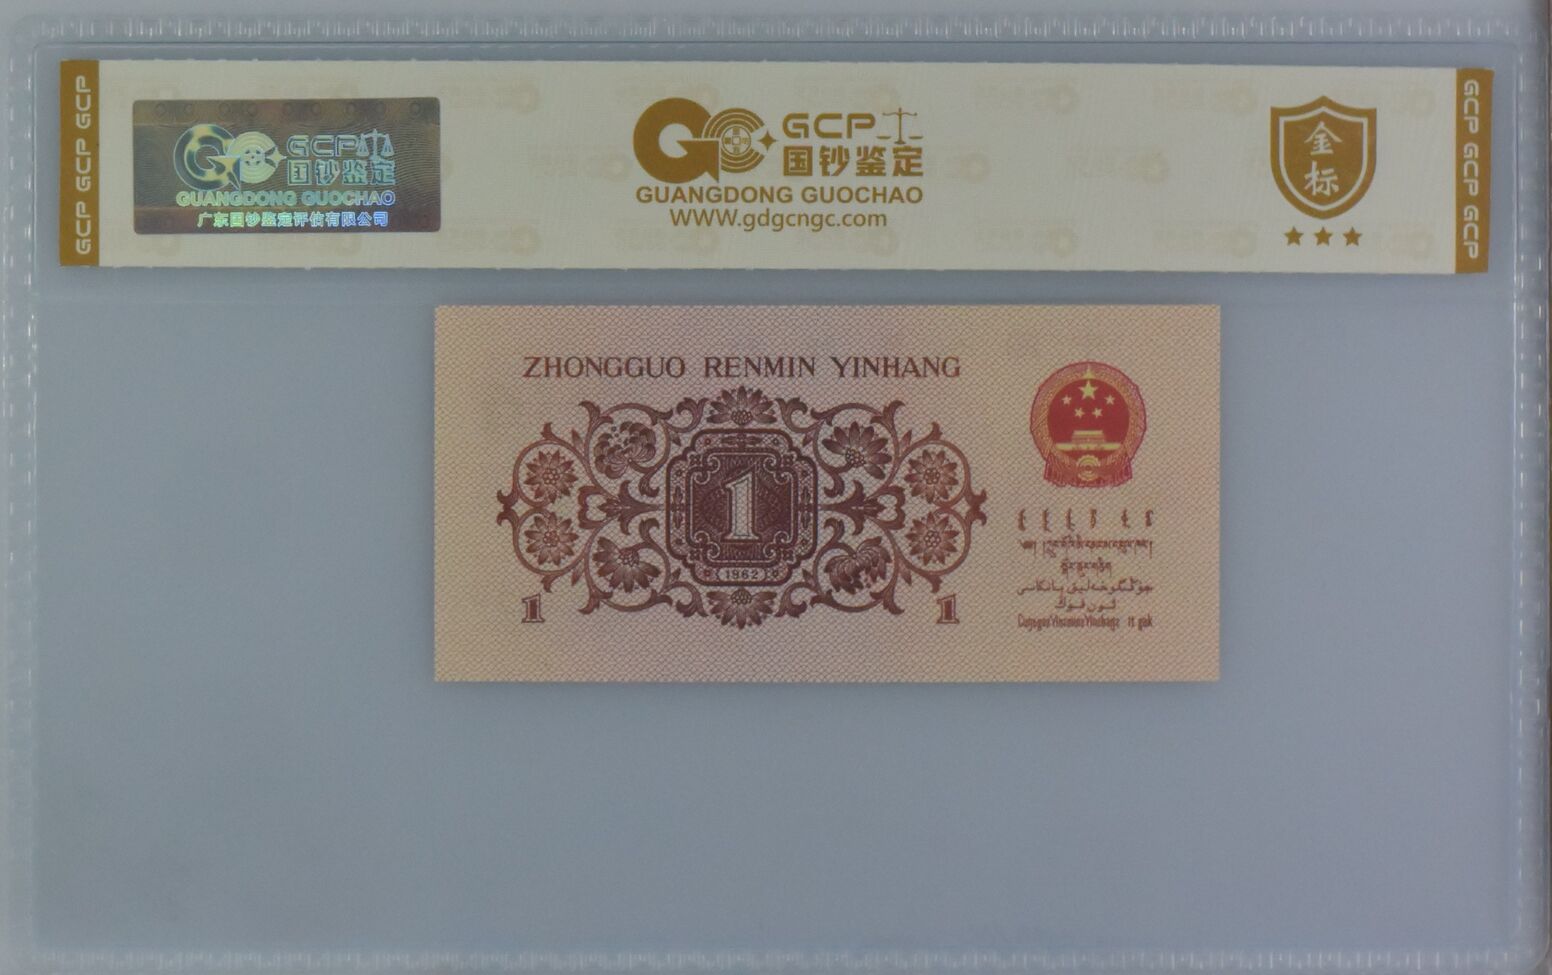 GCP GCP GCP
GCP
国钞鉴定
GUANGDONG GUOCHAO
广东国钞鉴定评估有限公司
GCP
国钞鉴定
GUANGDONG GUOCHAO
WWW.gdgcngc.com
金标
GCP GCP GCP
ZHONGGUO RENMIN YINHANG
1
1962
1
1